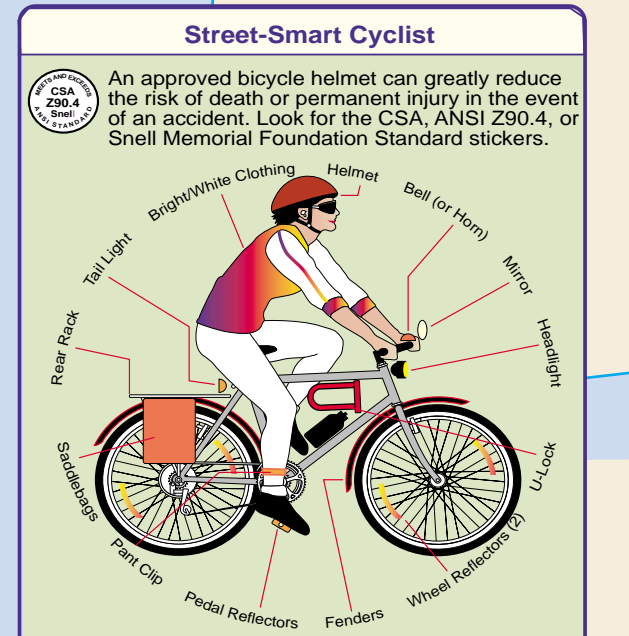 Street-Smart Cyclist
MEETS AND EXCEEDS
CSA
Z90.4
Snell
ANSI STANDARD
An approved bicycle helmet can greatly reduce
the risk of death or permanent injury in the event
of an accident. Look for the CSA, ANSI Z90.4, or
Snell Memorial Foundation Standard stickers.
Bright/White Clothing
Helmet
Bell (or Horn)
Tail Light
Mirror
Rear Rack
Headlight
Saddlebags
U-Lock
Pant Clip
Wheel Reflectors (2)
Pedal Reflectors
Fenders